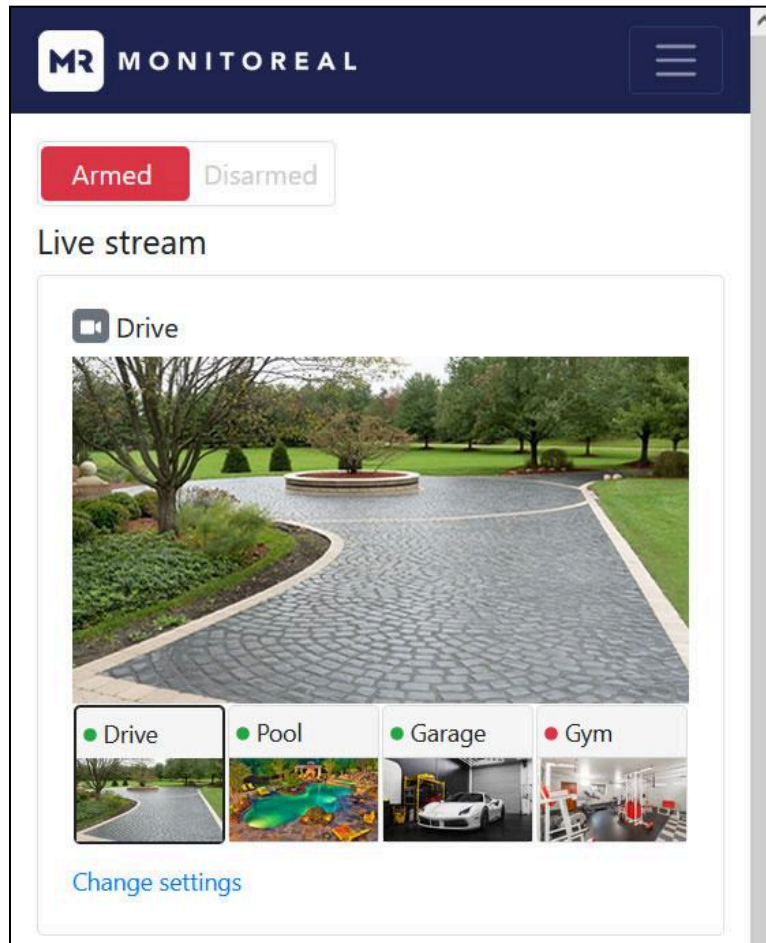 MR MONITOREAL
Armed Disarmed
Live stream
Drive
Drive Pool Garage Gym
Change settings